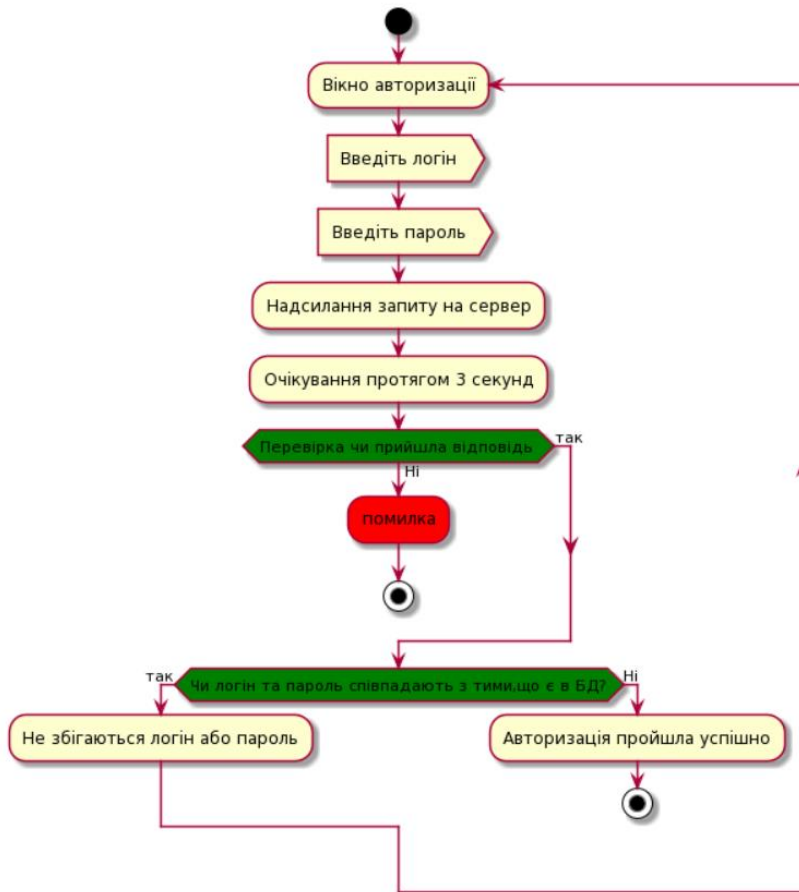 Вікно авторизації
Введіть логін
Введіть пароль
Надсилання запиту на сервер
Очікування протягом 3 секунд
Перевірка чи прийшла відповідь
так
Ні
помилка
так
Чи логін та пароль співпадають з тими,що є в БД?
Ні
Не збігаються логін або пароль
Авторизація пройшла успішно